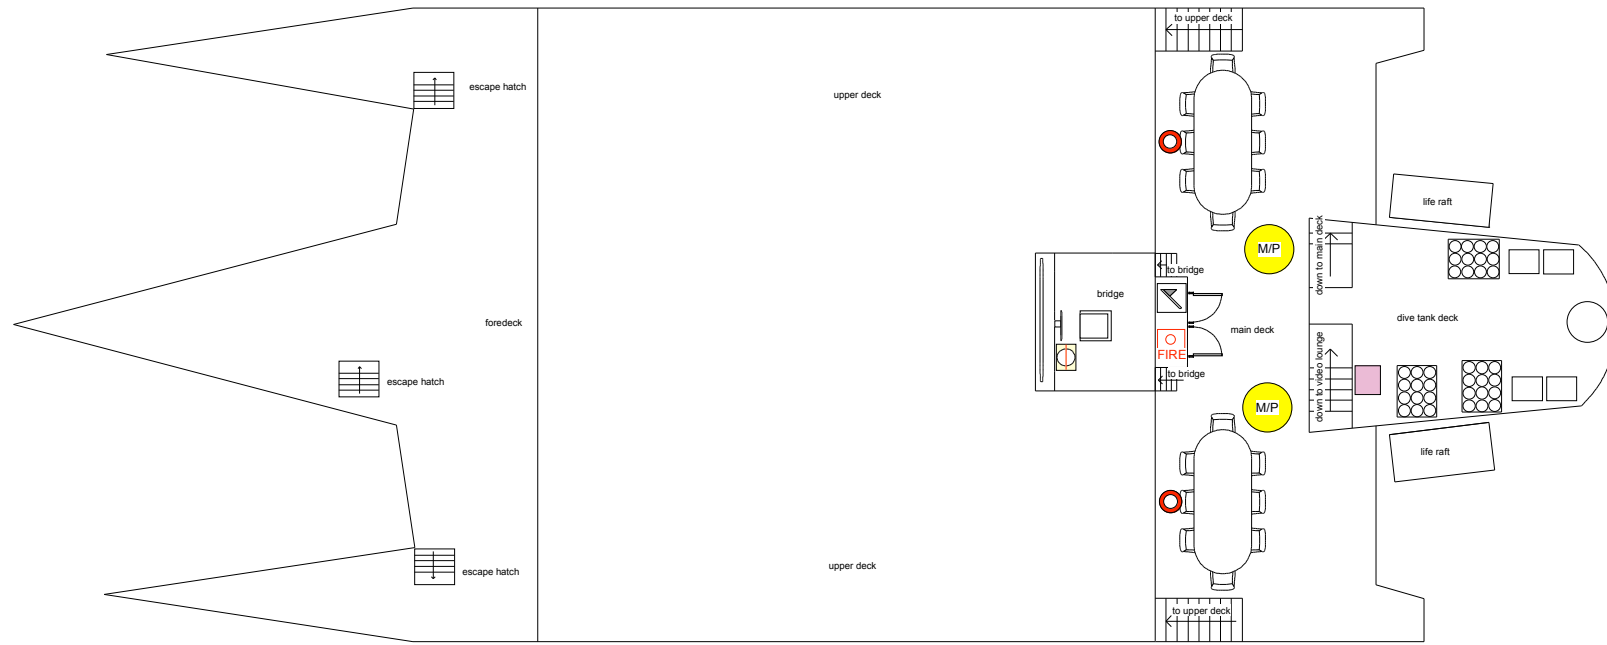 to upper deck
escape hatch
upper deck
life raft
down to main deck
M/P
to bridge
bridge
foredeck
main deck
dive tank deck
FIRE
to bridge
down to video lounge
escape hatch
M/P
life raft
escape hatch
upper deck
to upper deck